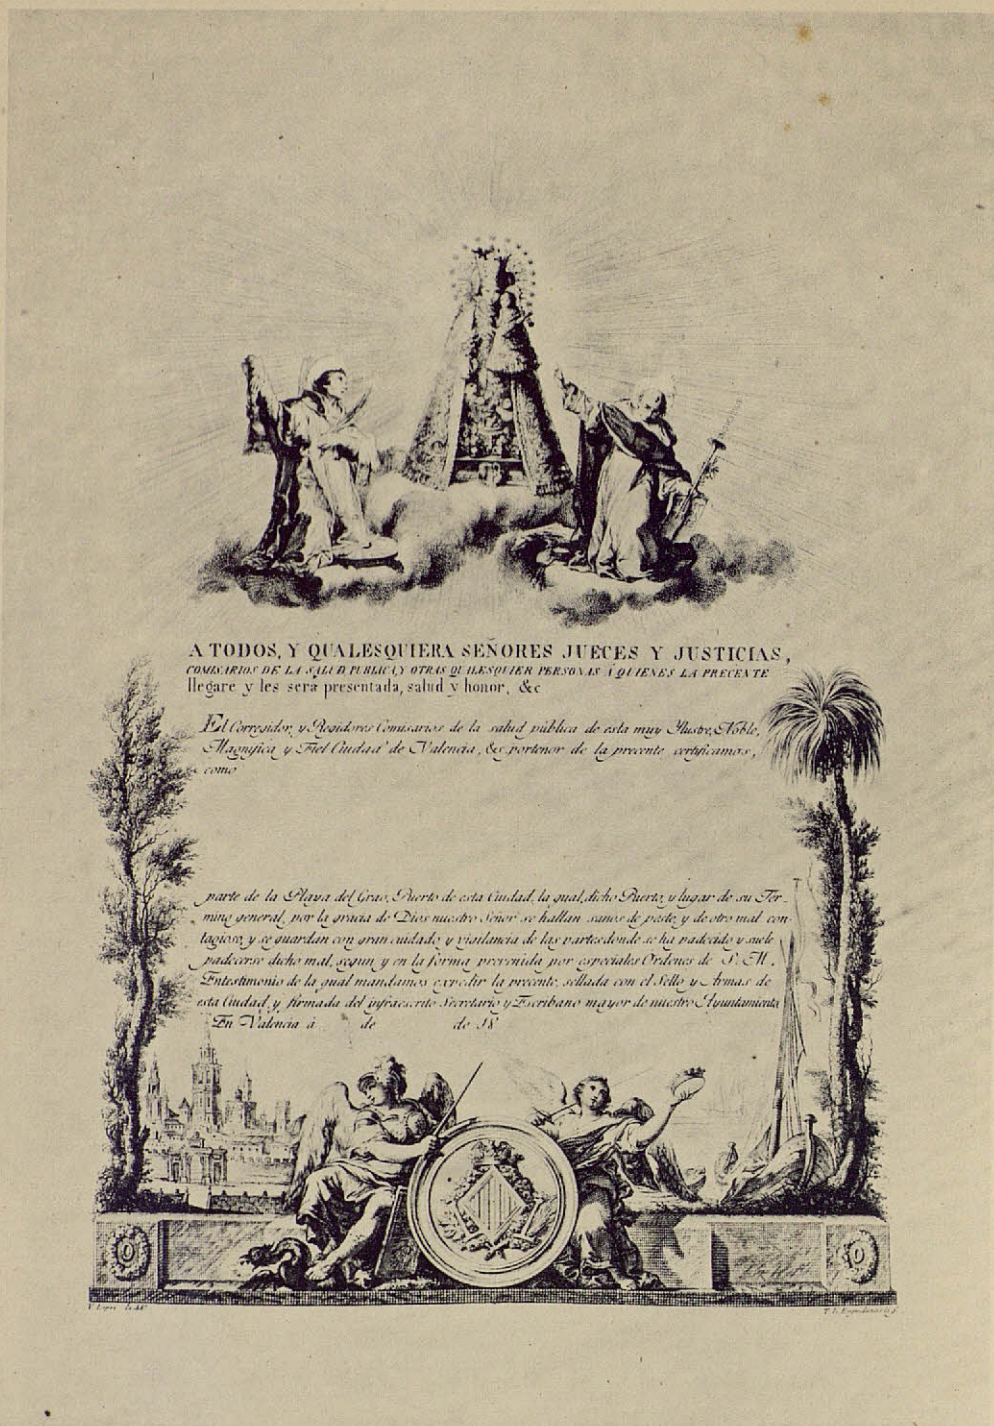 A TODOS, Y QUALESQUIERA SEÑORES JUECES Y JUSTICIAS,
COMISARIOS DE LA SALUD PUBLICA, Y OTRAS QUALESQUIER PERSONAS Á QUIENES LA PRECENTE
llegare y les será presentada, salud y honor, &c
El Corregidor, y Regidores Comisarios de la salud pública de esta muy Ilustre, Noble,
Magnifica y Fiel Ciudad de Valencia, &c, portenor de la precente certificamos,
como
parte de la Playa del Grao, Puerto de esta Ciudad, la qual, dicho Puerto, y lugar de su Ter-
mino general, por la gracia de Dios nuestro Señor se hallan sanos de peste, y de otro mal con-
tagioso, y se guardan con gran cuidado y vigilancia de las partes donde se ha padecido y suele
padecerse dicho mal, segun y en la forma prevenida por especiales Ordenes de S. M.
En testimonio de la qual mandamos expedir la precente, sellada con el Sello y Armas de
esta Ciudad, y firmada del infraescrito Secretario y Escribano mayor de nuestro Ayuntamiento
En Valencia á de de 18
V. Lopez